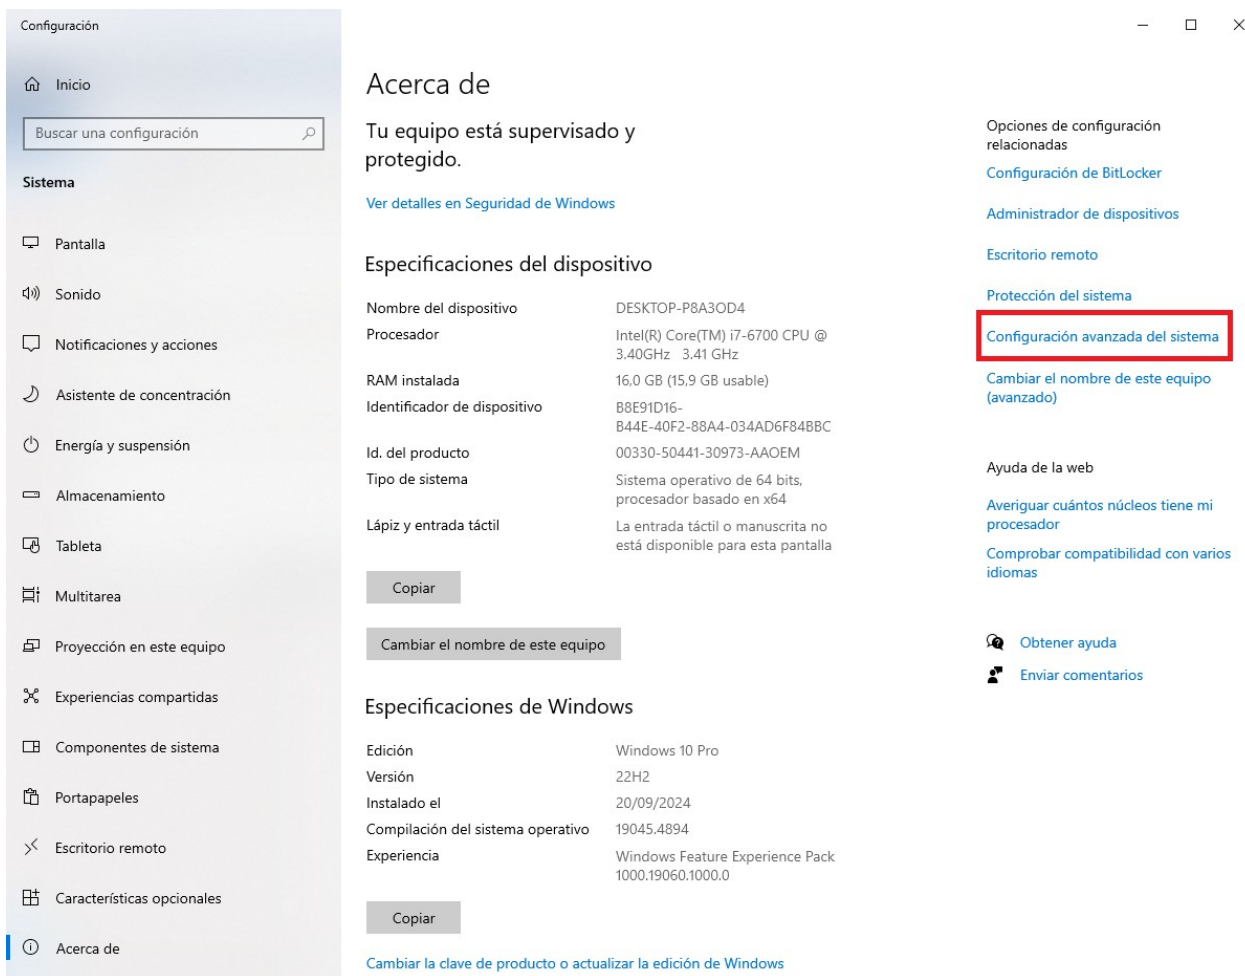 Configuración
Inicio
Buscar una configuración
Sistema
Pantalla
Sonido
Notificaciones y acciones
Asistente de concentración
Energía y suspensión
Almacenamiento
Tableta
Multitarea
Proyección en este equipo
Experiencias compartidas
Componentes de sistema
Portapapeles
Escritorio remoto
Características opcionales
Acerca de
Acerca de
Tu equipo está supervisado y
protegido.
Ver detalles en Seguridad de Windows
Especificaciones del dispositivo
Nombre del dispositivo DESKTOP-P8A3OD4
Procesador Intel(R) Core(TM) i7-6700 CPU @
3.40GHz 3.41 GHz
RAM instalada 16,0 GB (15,9 GB usable)
Identificador de dispositivo B8E91D16-
B44E-40F2-88A4-034AD6F84BBC
Id. del producto 00330-50441-30973-AAOEM
Tipo de sistema Sistema operativo de 64 bits,
procesador basado en x64
Lápiz y entrada táctil La entrada táctil o manuscrita no
está disponible para esta pantalla
Copiar
Cambiar el nombre de este equipo
Especificaciones de Windows
Edición Windows 10 Pro
Versión 22H2
Instalado el 20/09/2024
Compilación del sistema operativo 19045.4894
Experiencia Windows Feature Experience Pack
1000.19060.1000.0
Copiar
Cambiar la clave de producto o actualizar la edición de Windows
Opciones de configuración
relacionadas
Configuración de BitLocker
Administrador de dispositivos
Escritorio remoto
Protección del sistema
Configuración avanzada del sistema
Cambiar el nombre de este equipo
(avanzado)
Ayuda de la web
Averiguar cuántos núcleos tiene mi
procesador
Comprobar compatibilidad con varios
idiomas
Obtener ayuda
Enviar comentarios